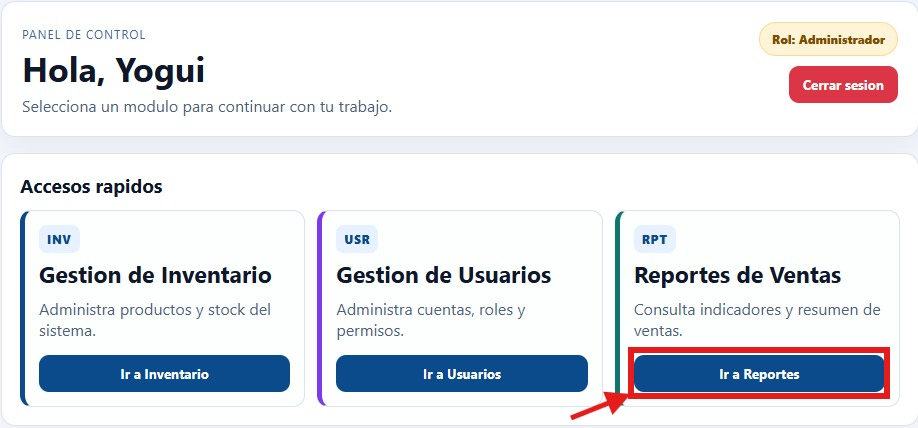 PANEL DE CONTROL
Hola, Yogui
Selecciona un modulo para continuar con tu trabajo.
Rol: Administrador
Cerrar sesion
Accesos rapidos
INV
Gestion de Inventario
Administra productos y stock del
sistema.
Ir a Inventario
USR
Gestion de Usuarios
Administra cuentas, roles y
permisos.
Ir a Usuarios
RPT
Reportes de Ventas
Consulta indicadores y resumen de
ventas.
Ir a Reportes